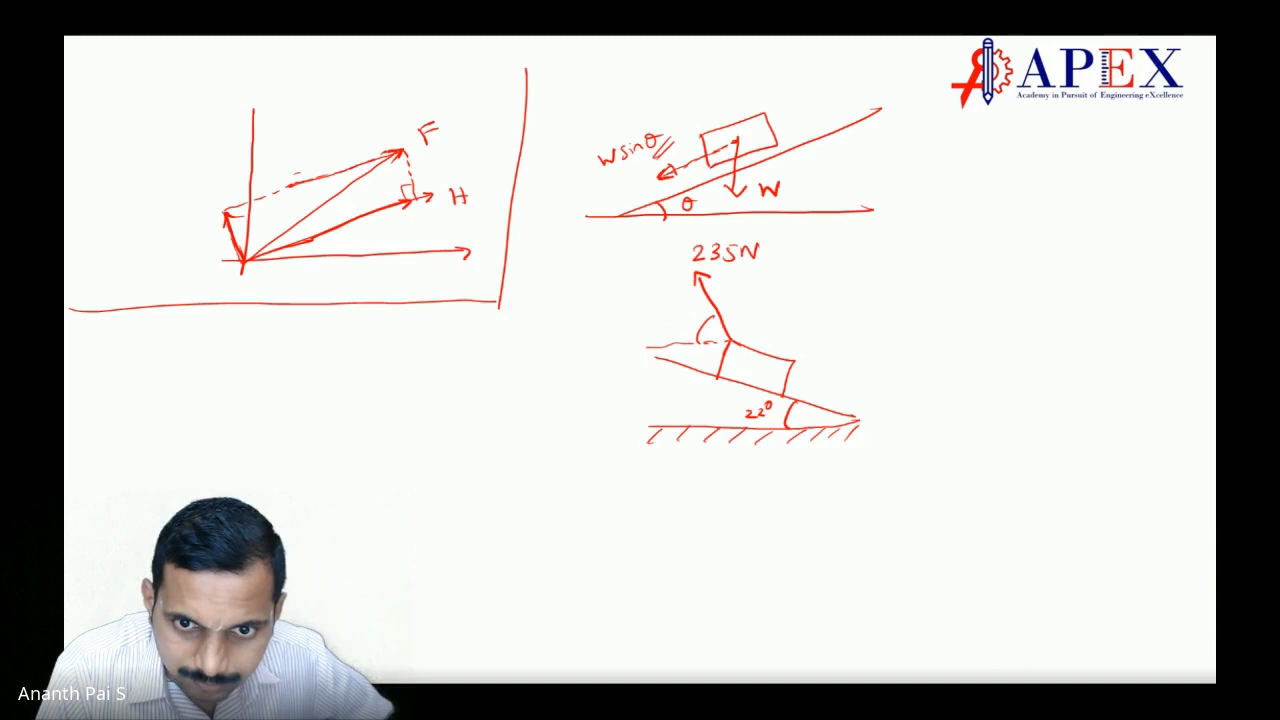 APEX
Academy in Pursuit of Engineering eXcellence
F
H
W sinθ
W
θ
235N
22°
Ananth Pai S